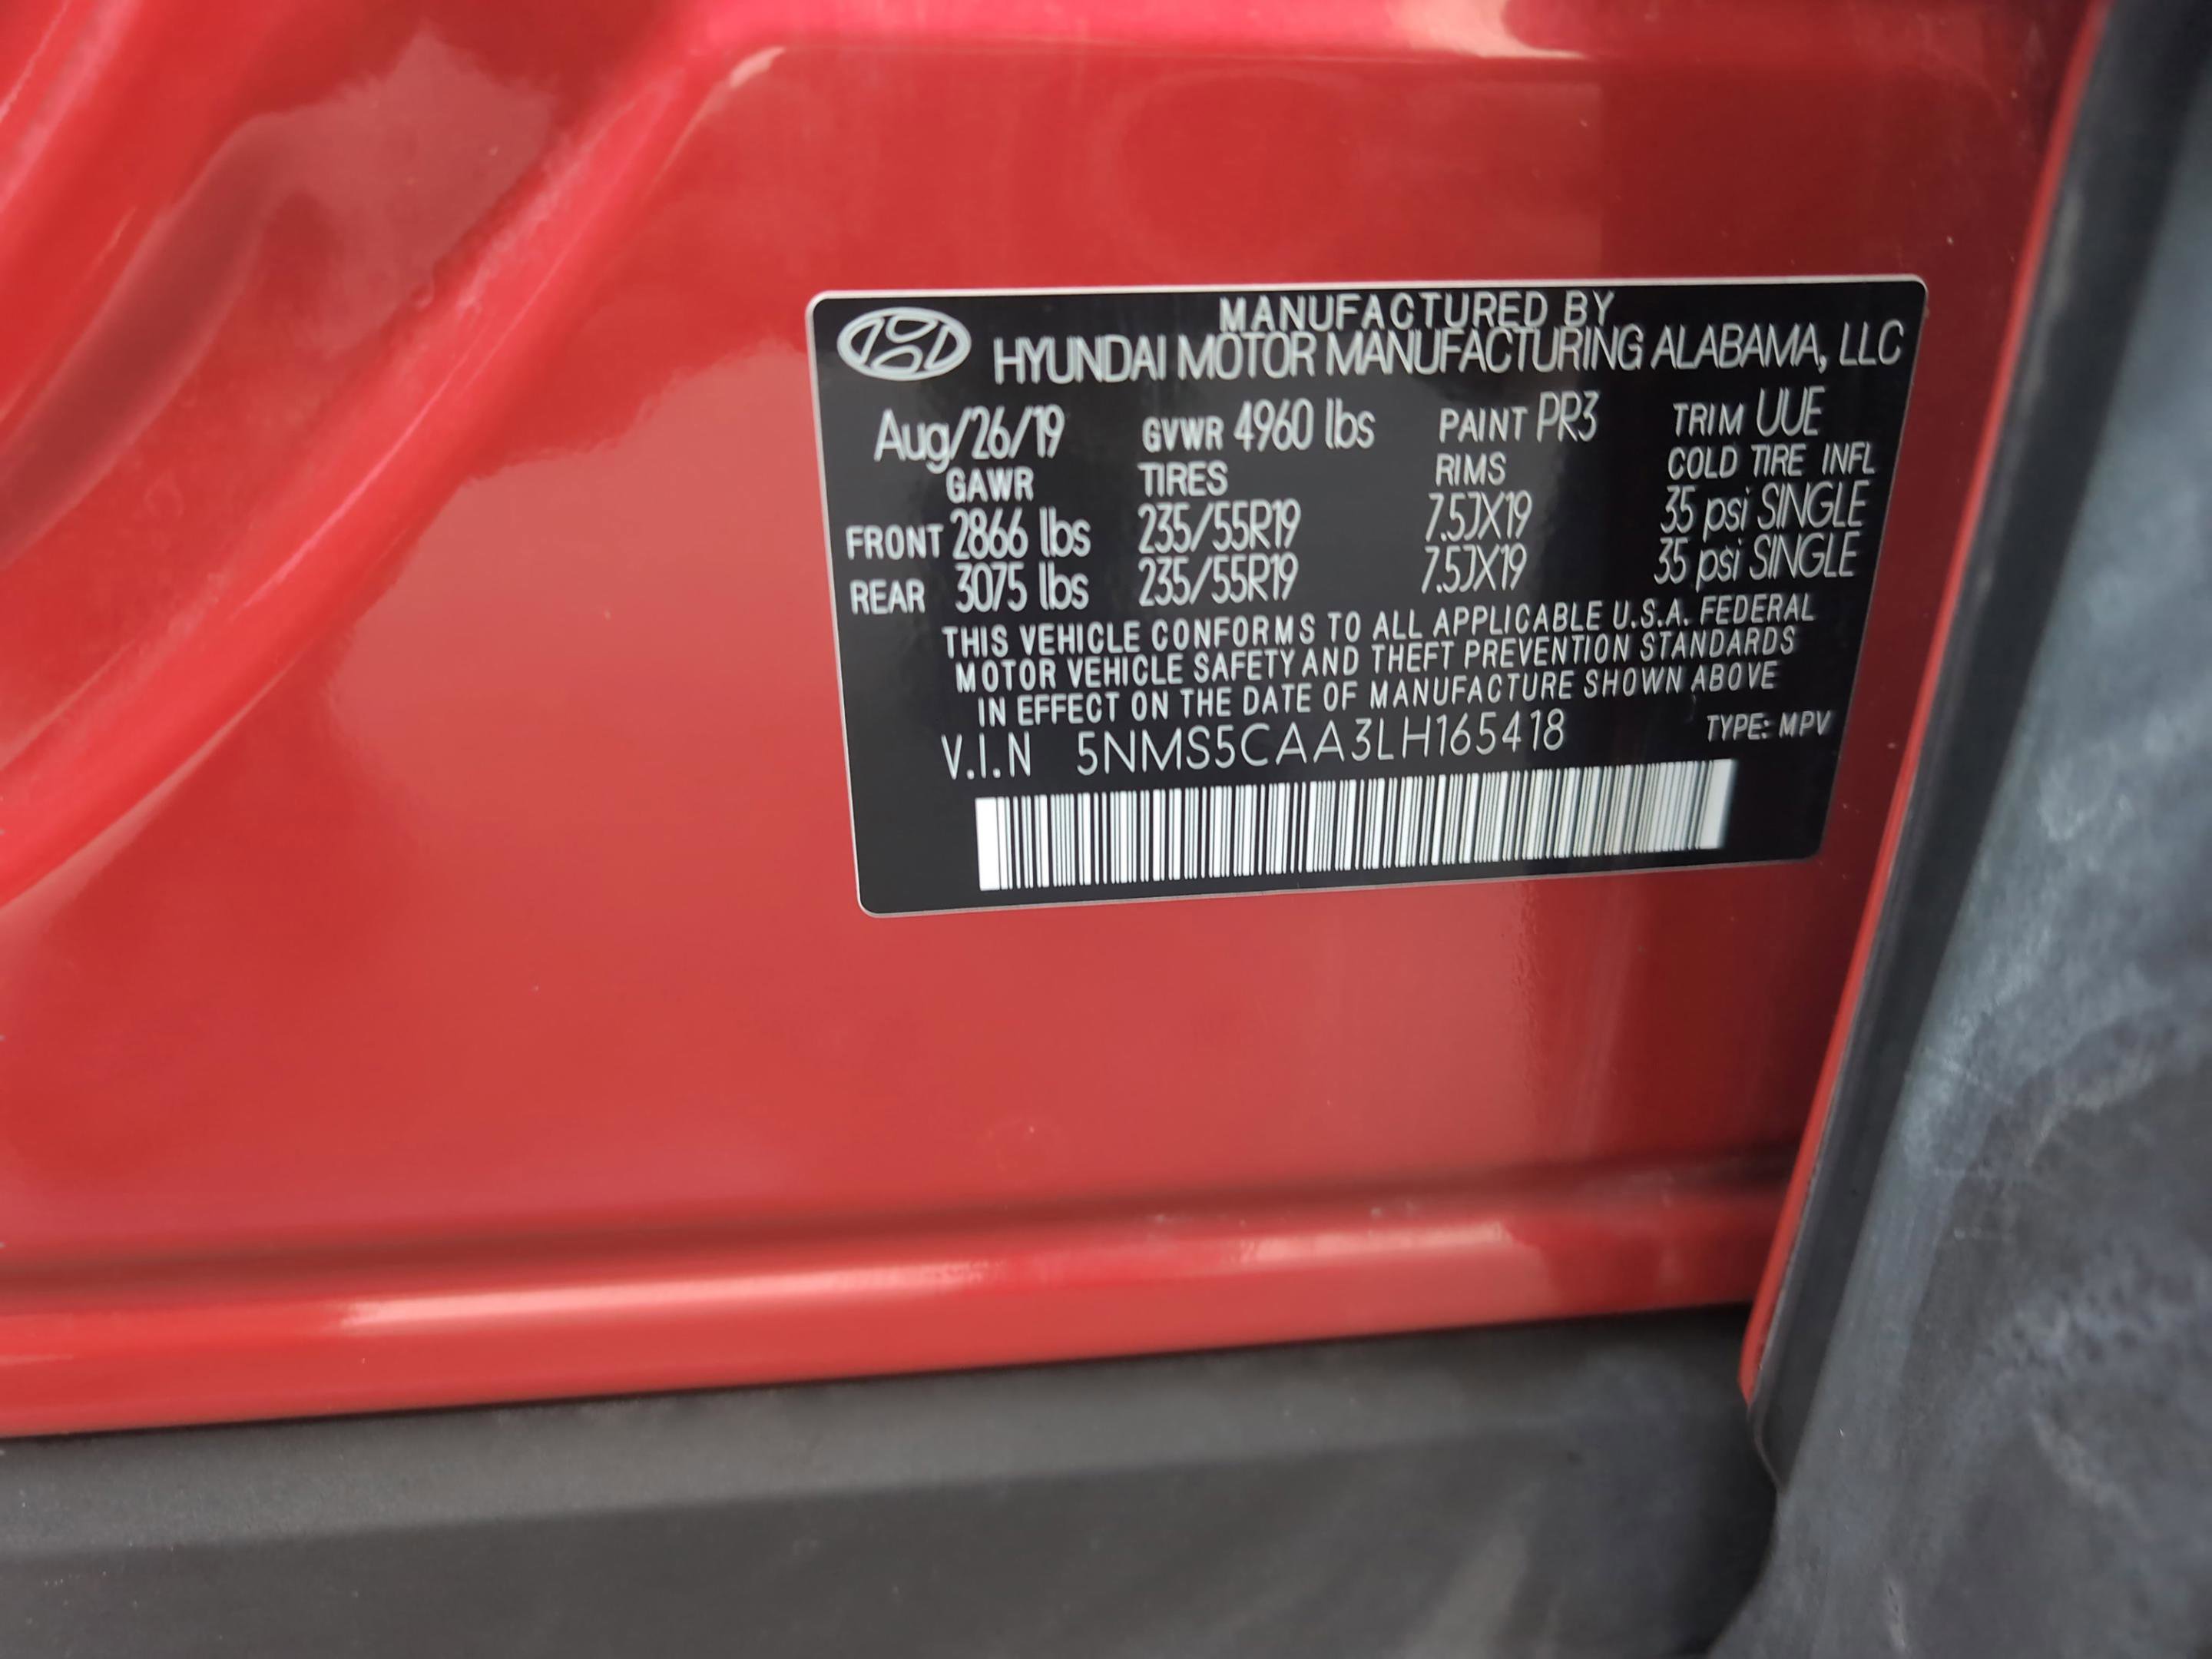 MANUFACTURED BY
HYUNDAI MOTOR MANUFACTURING ALABAMA, LLC
Aug/26/19 GVWR 4960 lbs PAINT PR3 TRIM UUE
GAWR TIRES RIMS COLD TIRE INFL
FRONT 2866 lbs 235/55R19 7.5JX19 35 psi SINGLE
REAR 3075 lbs 235/55R19 7.5JX19 35 psi SINGLE
THIS VEHICLE CONFORMS TO ALL APPLICABLE U.S.A. FEDERAL
MOTOR VEHICLE SAFETY AND THEFT PREVENTION STANDARDS
IN EFFECT ON THE DATE OF MANUFACTURE SHOWN ABOVE
V.I.N 5NMS5CAA3LH165418 TYPE: MPV